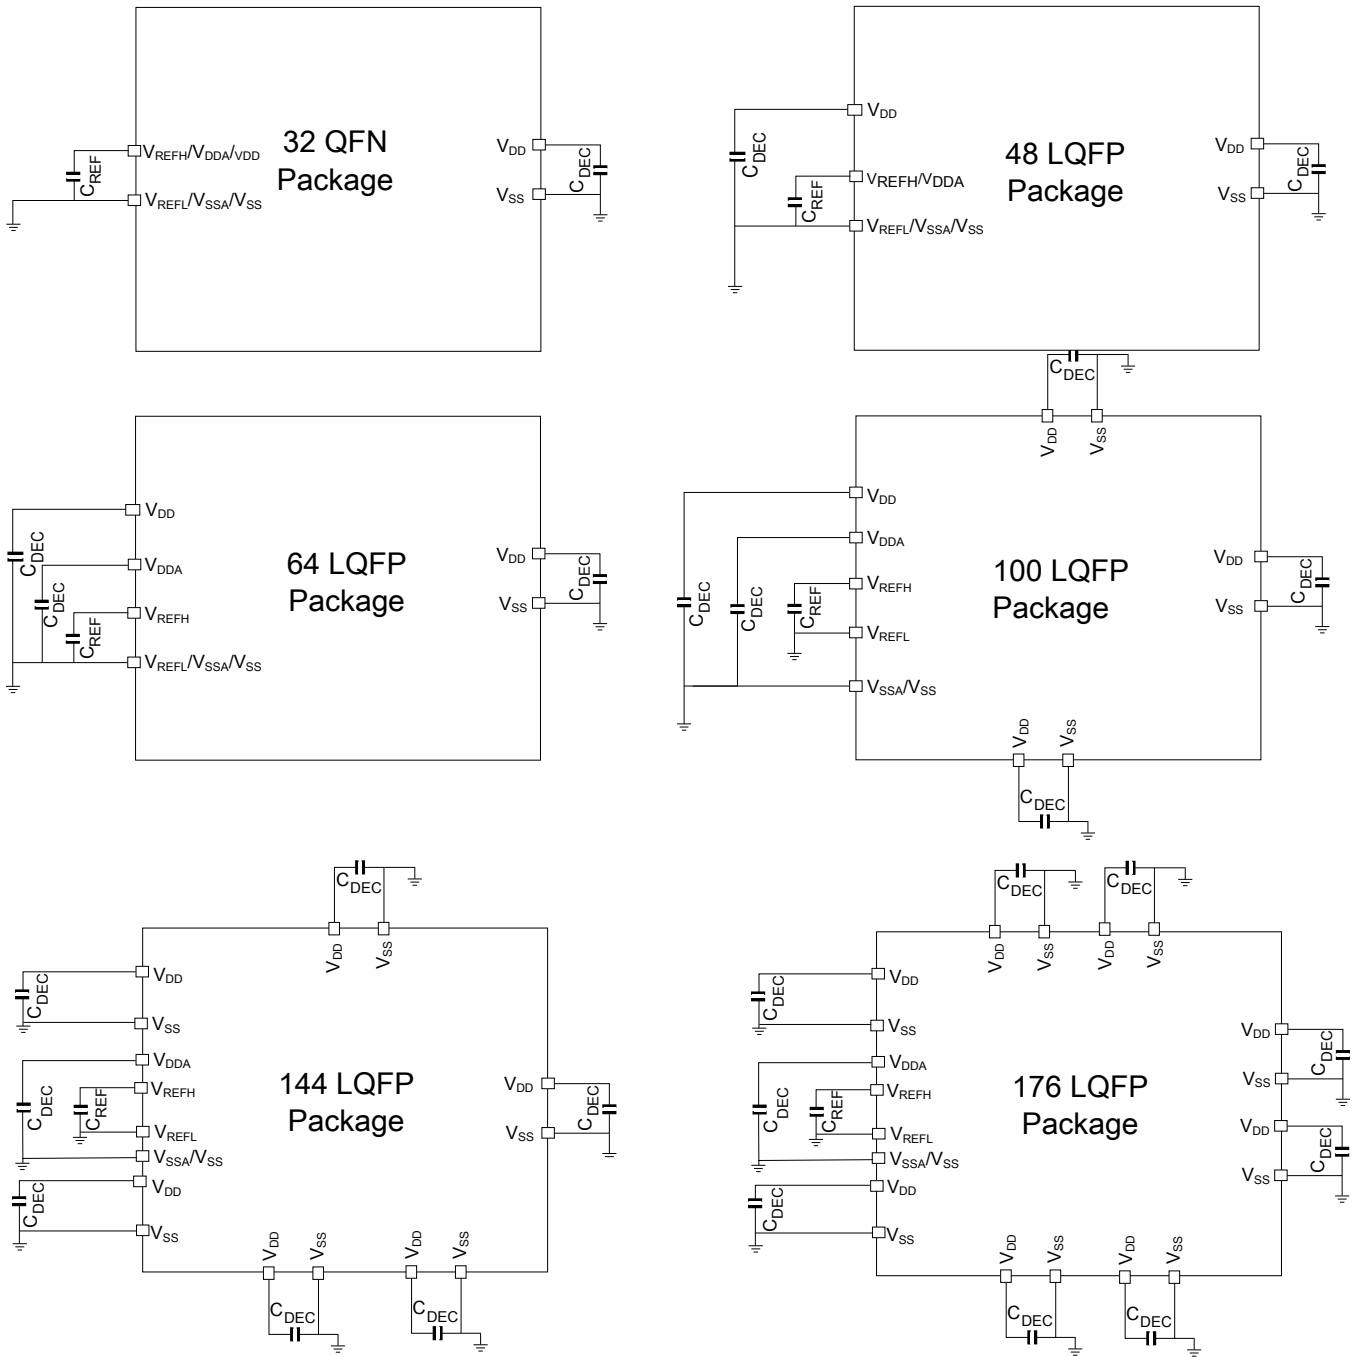 32 QFN
Package
VREFH/VDDA/VDD
CREF
VREFL/VSSA/VSS
VDD
CDEC
VSS
48 LQFP
Package
VDD
CDEC
VREFH/VDDA
CREF
VREFL/VSSA/VSS
VDD
CDEC
VSS
64 LQFP
Package
VDD
CDEC
VDDA
CDEC
VREFH
CREF
VREFL/VSSA/VSS
VDD
CDEC
VSS
100 LQFP
Package
CDEC
VDD
VSS
VDD
CDEC
VDDA
CDEC
VREFH
CREF
VREFL
VSSA/VSS
VDD
CDEC
VSS
VDD
VSS
CDEC
144 LQFP
Package
CDEC
VDD
VSS
VDD
CDEC
VSS
VDDA
CDEC
VREFH
CREF
VREFL
VSSA/VSS
VDD
CDEC
VSS
VDD
CDEC
VSS
VDD
VSS
CDEC
VDD
VSS
CDEC
176 LQFP
Package
CDEC
VDD
VSS
CDEC
VDD
VSS
VDD
CDEC
VSS
VDDA
CDEC
VREFH
CREF
VREFL
VSSA/VSS
VDD
CDEC
VSS
VDD
CDEC
VSS
VDD
CDEC
VSS
VDD
VSS
CDEC
VDD
VSS
CDEC